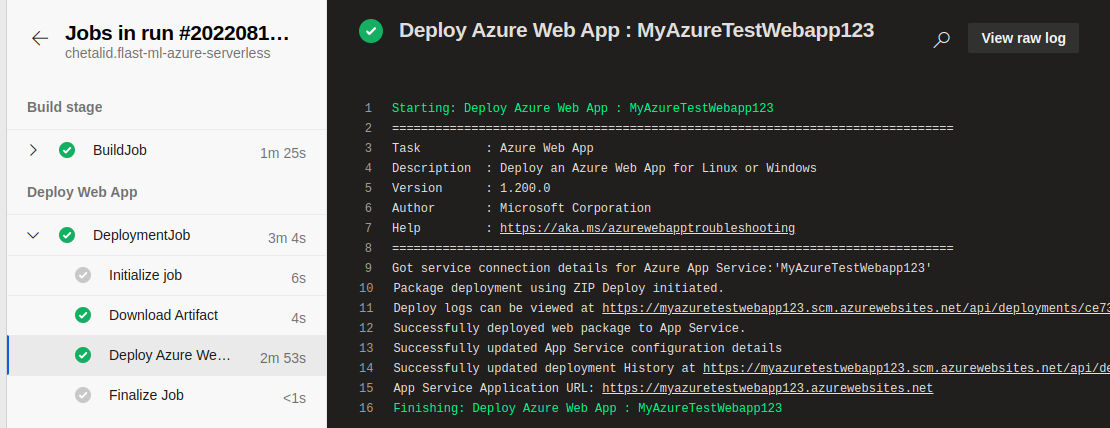 Jobs in run #2022081...
chetalid.flast-ml-azure-serverless
Build stage
BuildJob 1m 25s
Deploy Web App
DeploymentJob 3m 4s
Initialize job 6s
Download Artifact 4s
Deploy Azure We... 2m 53s
Finalize Job <1s
Deploy Azure Web App : MyAzureTestWebapp123
View raw log
1 Starting: Deploy Azure Web App : MyAzureTestWebapp123
2 ==============================================================================
3 Task : Azure Web App
4 Description : Deploy an Azure Web App for Linux or Windows
5 Version : 1.200.0
6 Author : Microsoft Corporation
7 Help : https://aka.ms/azurewebapptroubleshooting
8 ==============================================================================
9 Got service connection details for Azure App Service:'MyAzureTestWebapp123'
10 Package deployment using ZIP Deploy initiated.
11 Deploy logs can be viewed at https://myazuretestwebapp123.scm.azurewebsites.net/api/deployments/ce73
12 Successfully deployed web package to App Service.
13 Successfully updated App Service configuration details
14 Successfully updated deployment History at https://myazuretestwebapp123.scm.azurewebsites.net/api/de
15 App Service Application URL: https://myazuretestwebapp123.azurewebsites.net
16 Finishing: Deploy Azure Web App : MyAzureTestWebapp123